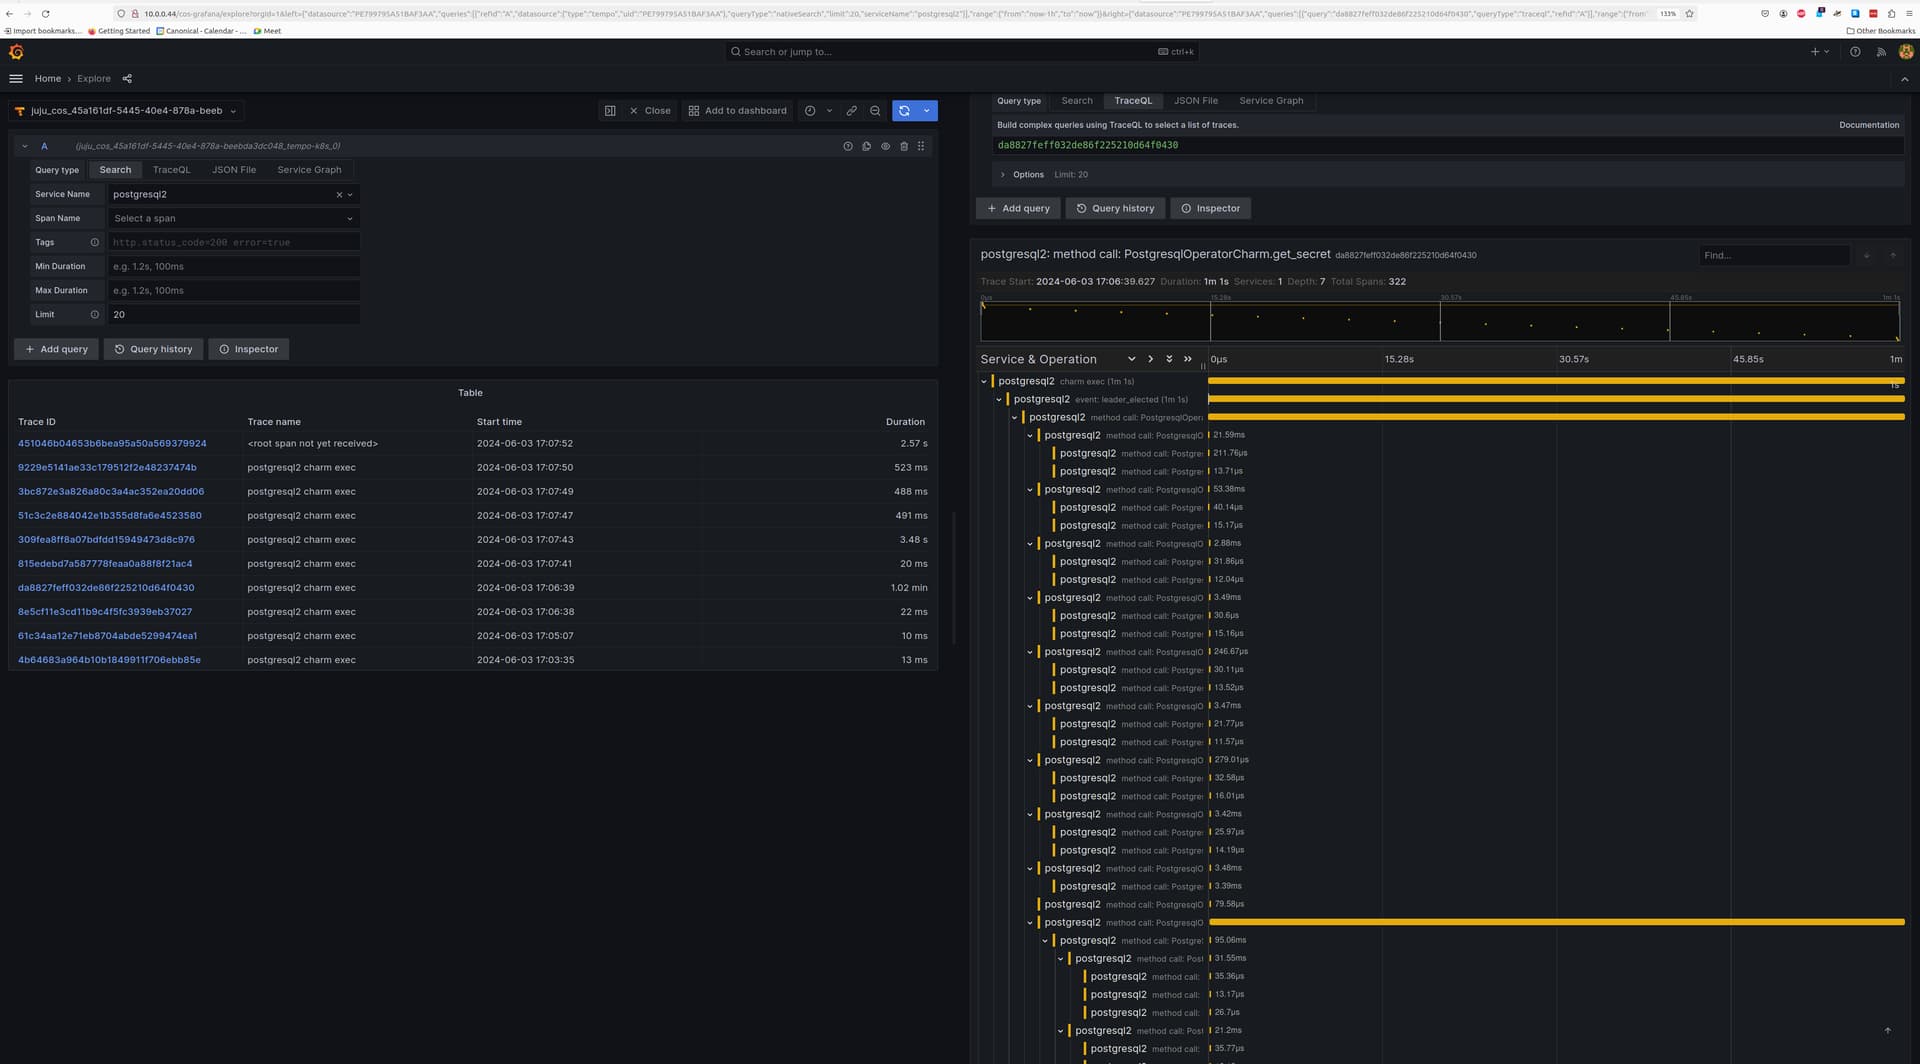 10.0.0.44/cos-grafana/explore?orgId=1&left={"datasource":"PE799795A51BAF3AA","queries":[{"refId":"A","datasource":{"type":"tempo","uid":"PE799795A51BAF3AA"},"queryType":"nativeSearch","limit":20,"serviceName":"postgresql2"}],"range":{"from":"now-1h","to":"now"}}&right={"datasource":"PE799795A51BAF3AA","queries":[{"query":"da8827feff032de86f225210d64f0430","queryType":"traceql","refId":"A"}],"range":{"from":
133%
Import bookmarks... Getting Started Canonical - Calendar -... Meet Other Bookmarks
Search or jump to... ctrl+k
Home › Explore
juju_cos_45a161df-5445-40e4-878a-beeb
Close
Add to dashboard
A (juju_cos_45a161df-5445-40e4-878a-beebda3dc048_tempo-k8s_0)
Query type Search TraceQL JSON File Service Graph
Service Name postgresql2
Span Name Select a span
Tags http.status_code=200 error=true
Min Duration e.g. 1.2s, 100ms
Max Duration e.g. 1.2s, 100ms
Limit 20
+ Add query Query history Inspector
Table
Trace ID Trace name Start time Duration
451046b04653b6bea95a50a569379924 <root span not yet received> 2024-06-03 17:07:52 2.57 s
9229e5141ae33c179512f2e48237474b postgresql2 charm exec 2024-06-03 17:07:50 523 ms
3bc872e3a826a80c3a4ac352ea20dd06 postgresql2 charm exec 2024-06-03 17:07:49 488 ms
51c3c2e884042e1b355d8fa6e4523580 postgresql2 charm exec 2024-06-03 17:07:47 491 ms
309fea8ff8a07bdfdd15949473d8c976 postgresql2 charm exec 2024-06-03 17:07:43 3.48 s
815edebd7a587778feaa0a88f8f21ac4 postgresql2 charm exec 2024-06-03 17:07:41 20 ms
da8827feff032de86f225210d64f0430 postgresql2 charm exec 2024-06-03 17:06:39 1.02 min
8e5cf11e3cd11b9c4f5fc3939eb37027 postgresql2 charm exec 2024-06-03 17:06:38 22 ms
61c34aa12e71eb8704abde5299474ea1 postgresql2 charm exec 2024-06-03 17:05:07 10 ms
4b64683a964b10b1849911f706ebb85e postgresql2 charm exec 2024-06-03 17:03:35 13 ms
Query type Search TraceQL JSON File Service Graph
Build complex queries using TraceQL to select a list of traces. Documentation
da8827feff032de86f225210d64f0430
Options Limit: 20
+ Add query Query history Inspector
postgresql2: method call: PostgresqlOperatorCharm.get_secret da8827feff032de86f225210d64f0430
Find...
Trace Start: 2024-06-03 17:06:39.627 Duration: 1m 1s Services: 1 Depth: 7 Total Spans: 322
0µs 15.28s 30.57s 45.85s 1m 1s
Service & Operation 0µs 15.28s 30.57s 45.85s 1m
1s
postgresql2 charm exec (1m 1s)
postgresql2 event: leader_elected (1m 1s)
postgresql2 method call: PostgresqlOper
postgresql2 method call: PostgresqlO 21.59ms
postgresql2 method call: Postgre 211.76µs
postgresql2 method call: Postgre 13.71µs
postgresql2 method call: PostgresqlO 53.38ms
postgresql2 method call: Postgre 40.14µs
postgresql2 method call: Postgre 15.17µs
postgresql2 method call: PostgresqlO 2.88ms
postgresql2 method call: Postgre 31.86µs
postgresql2 method call: Postgre 12.04µs
postgresql2 method call: PostgresqlO 3.49ms
postgresql2 method call: Postgre 30.6µs
postgresql2 method call: Postgre 15.16µs
postgresql2 method call: PostgresqlO 246.67µs
postgresql2 method call: Postgre 30.11µs
postgresql2 method call: Postgre 13.52µs
postgresql2 method call: PostgresqlO 3.47ms
postgresql2 method call: Postgre 21.77µs
postgresql2 method call: Postgre 11.57µs
postgresql2 method call: PostgresqlO 279.01µs
postgresql2 method call: Postgre 32.58µs
postgresql2 method call: Postgre 16.01µs
postgresql2 method call: PostgresqlO 3.42ms
postgresql2 method call: Postgre 25.97µs
postgresql2 method call: Postgre 14.19µs
postgresql2 method call: PostgresqlO 3.48ms
postgresql2 method call: Postgre 3.39ms
postgresql2 method call: PostgresqlO 79.58µs
postgresql2 method call: PostgresqlO
postgresql2 method call: Postgre 95.06ms
postgresql2 method call: Post 31.55ms
postgresql2 method call: 35.36µs
postgresql2 method call: 13.17µs
postgresql2 method call: 26.7µs
postgresql2 method call: Post 21.2ms
postgresql2 method call: 35.77µs